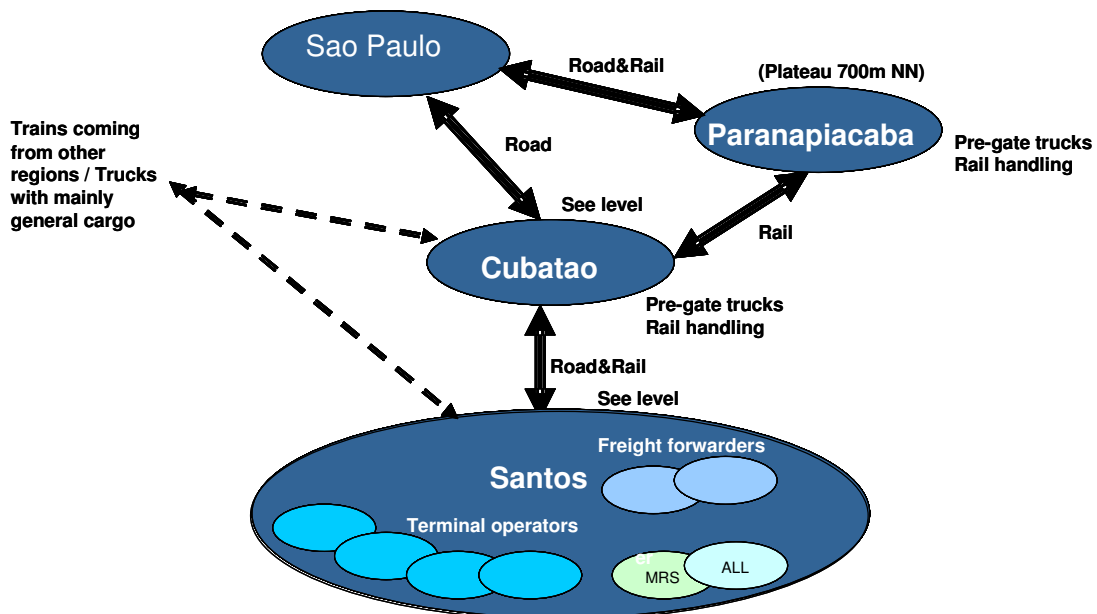 Sao Paulo
Road&Rail
(Plateau 700m NN)
Paranapiacaba
Pre-gate trucks
Rail handling
Trains coming
from other
regions / Trucks
with mainly
general cargo
Road
See level
Rail
Cubatao
Pre-gate trucks
Rail handling
Road&Rail
See level
Freight forwarders
Santos
Terminal operators
er
MRS
ALL